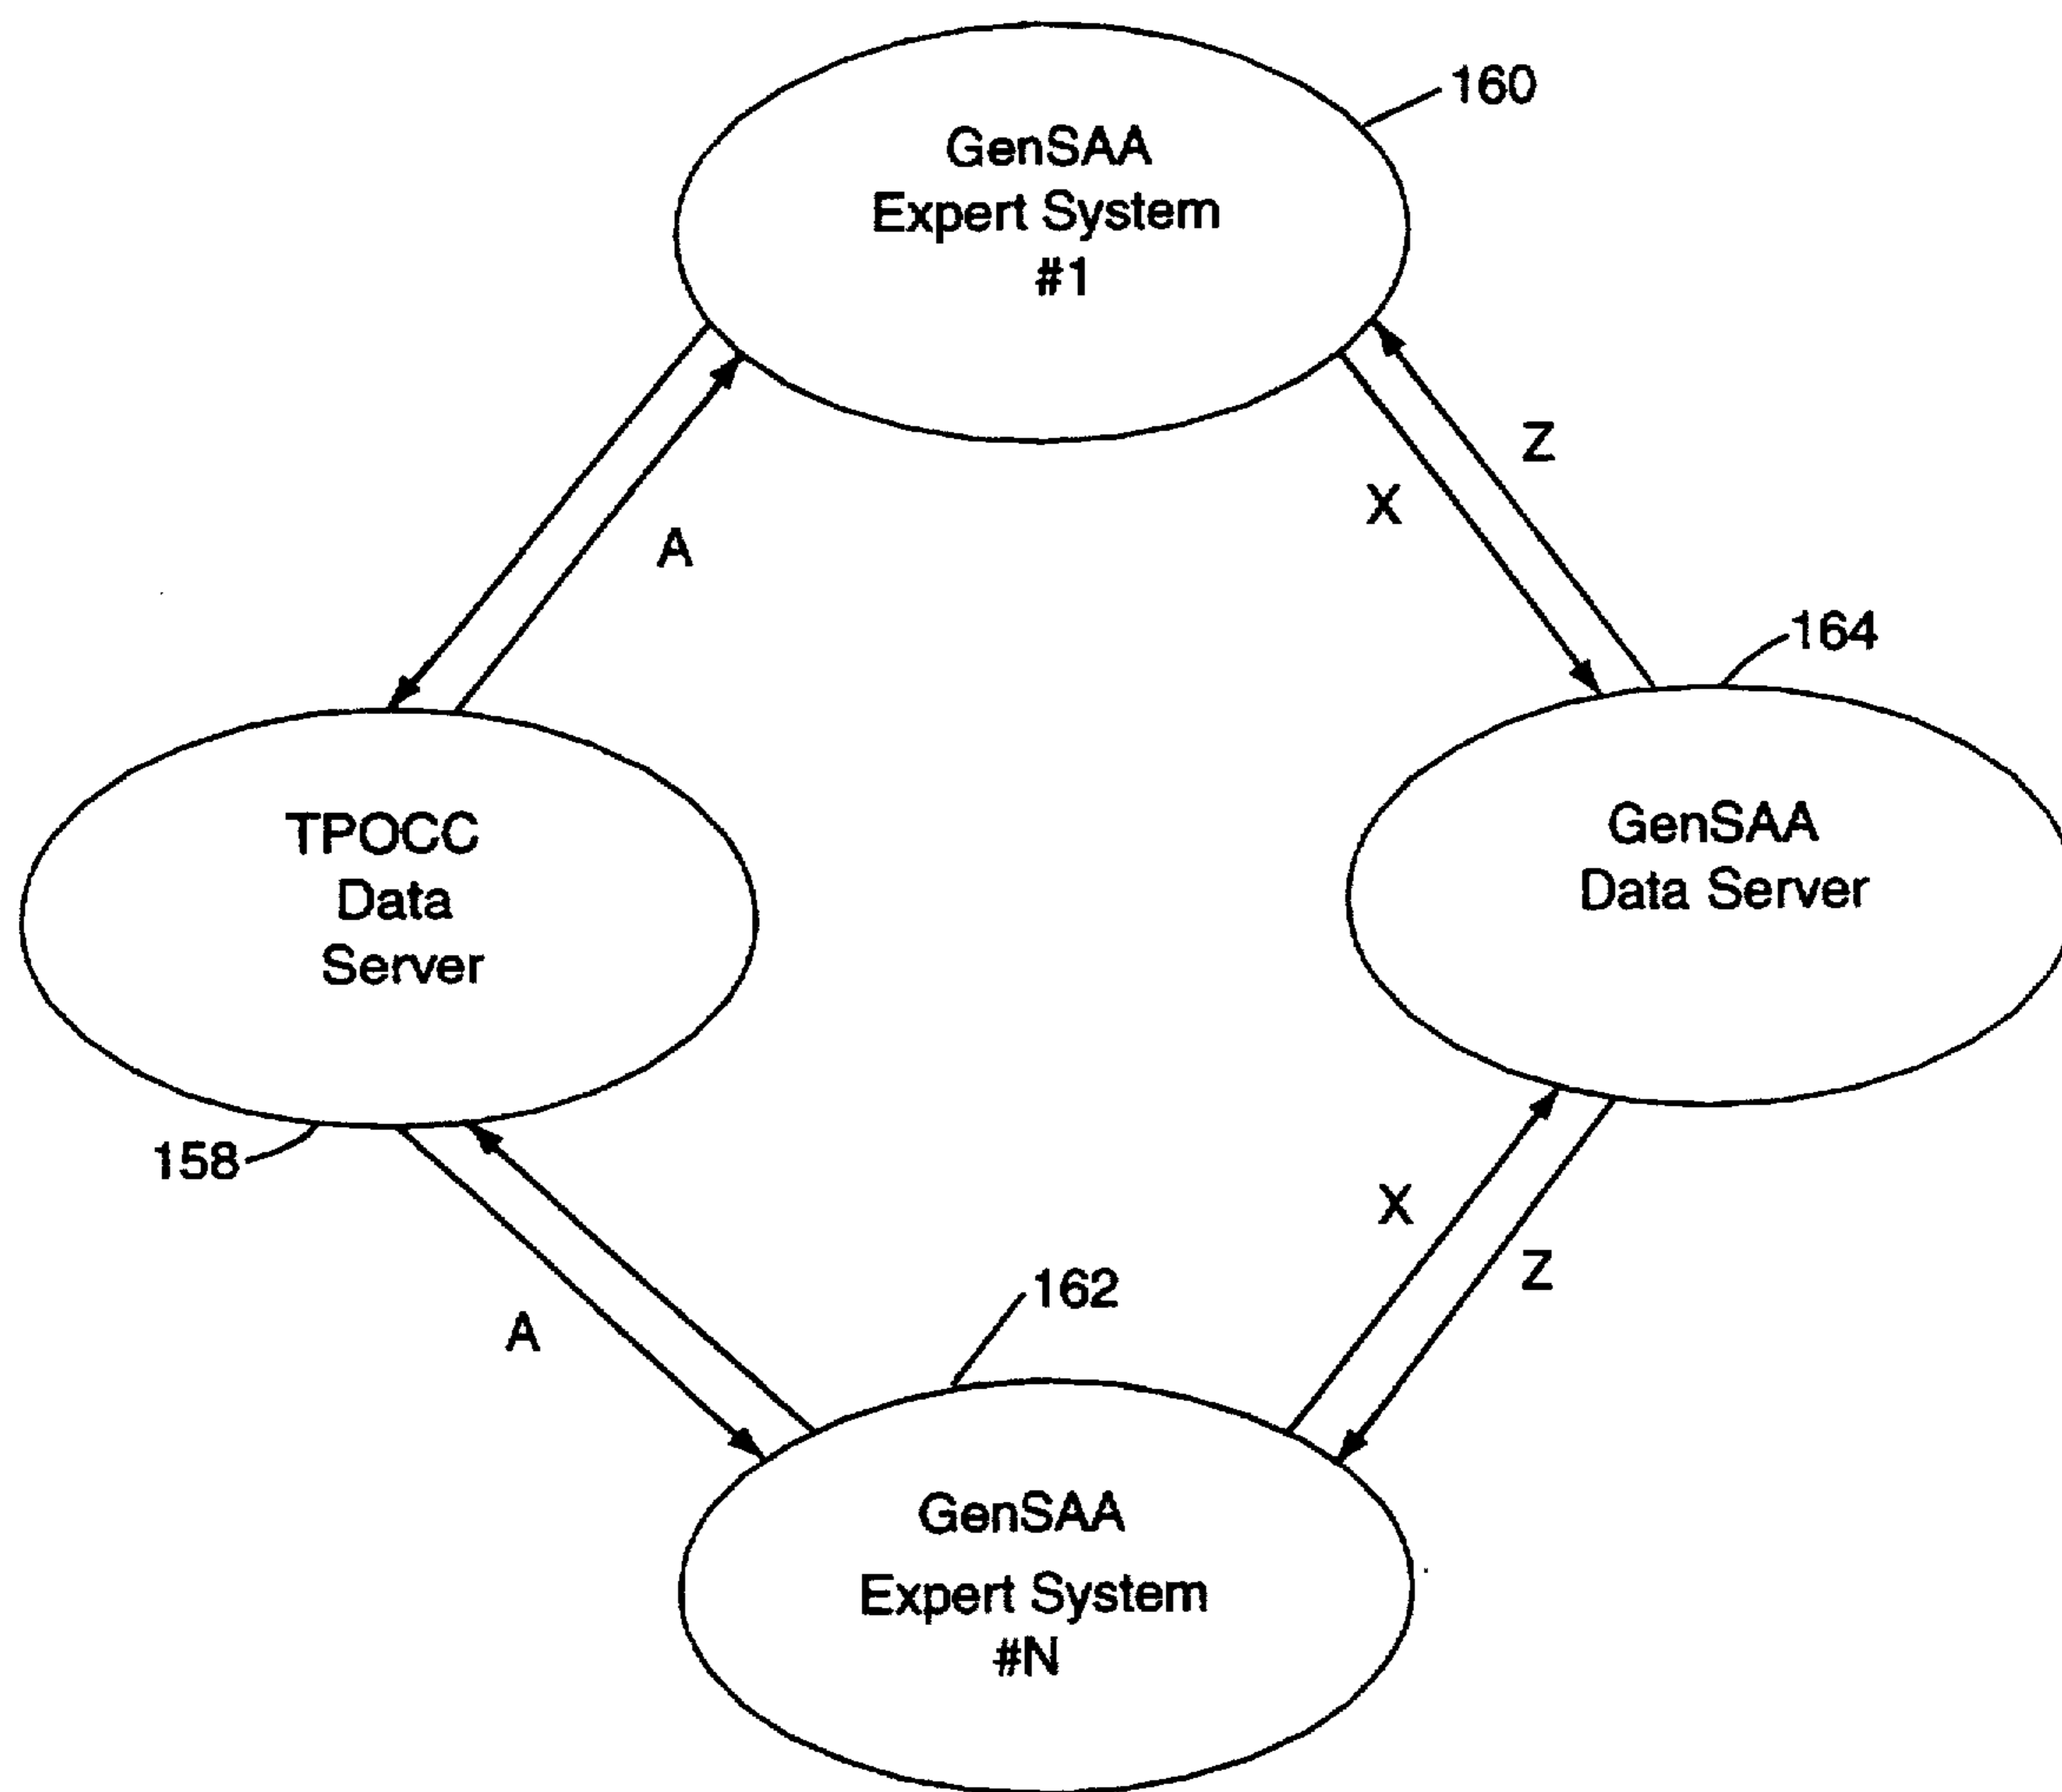 160
GenSAA
Expert System
#1
Z
X
A
164
TPOCC
Data
Server
GenSAA
Data Server
158
X
Z
162
A
GenSAA
Expert System
#N